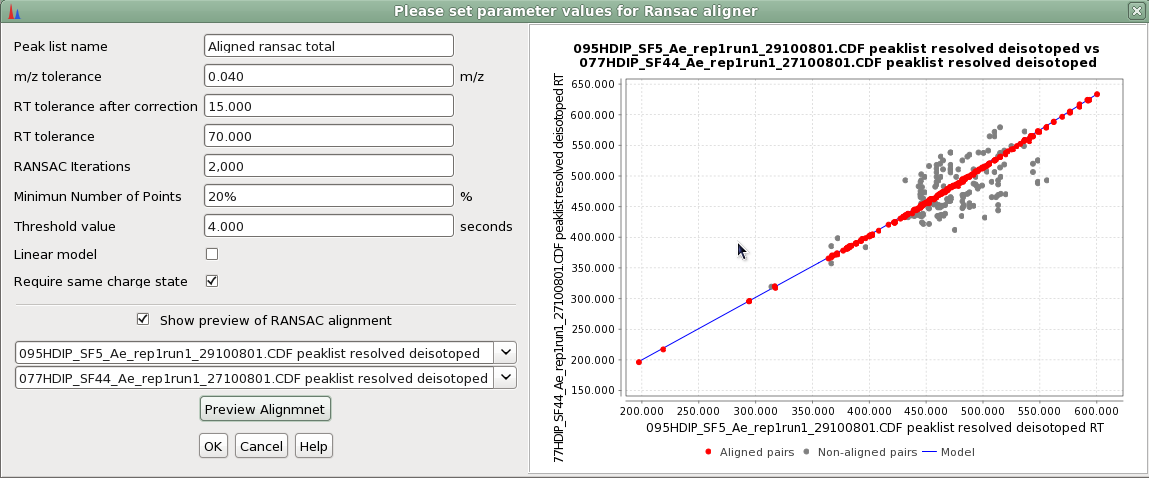 Please set parameter values for Ransac aligner
Peak list name Aligned ransac total
m/z tolerance 0.040 m/z
RT tolerance after correction 15.000
RT tolerance 70.000
RANSAC Iterations 2,000
Minimun Number of Points 20% %
Threshold value 4.000 seconds
Linear model
Require same charge state
Show preview of RANSAC alignment
095HDIP_SF5_Ae_rep1run1_29100801.CDF peaklist resolved deisotoped
077HDIP_SF44_Ae_rep1run1_27100801.CDF peaklist resolved deisotoped
Preview Alignmnet
OK Cancel Help
095HDIP_SF5_Ae_rep1run1_29100801.CDF peaklist resolved deisotoped vs
077HDIP_SF44_Ae_rep1run1_27100801.CDF peaklist resolved deisotoped
77HDIP_SF44_Ae_rep1run1_27100801.CDF peaklist resolved deisotoped RT
650.000
600.000
550.000
500.000
450.000
400.000
350.000
300.000
250.000
200.000
150.000
200.000 250.000 300.000 350.000 400.000 450.000 500.000 550.000 600.000
095HDIP_SF5_Ae_rep1run1_29100801.CDF peaklist resolved deisotoped RT
Aligned pairs Non-aligned pairs Model